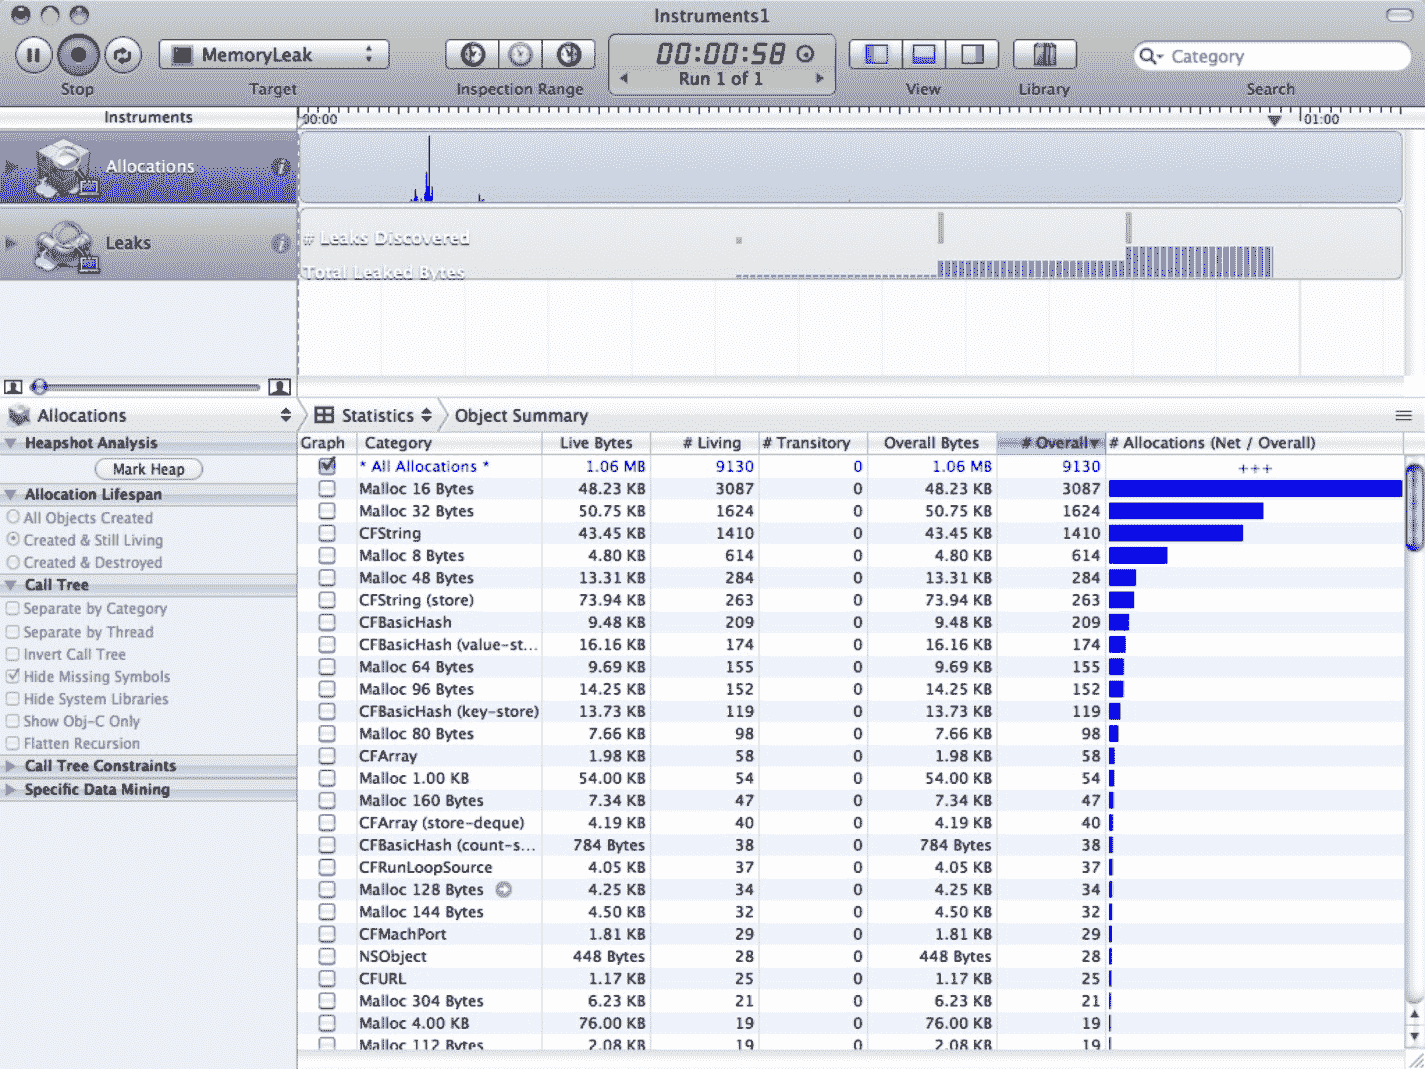 Instruments1
MemoryLeak
00:00:58
Run 1 of 1
Category
Stop
Target
Inspection Range
View
Library
Search
Instruments
00:00
01:00
Allocations
Leaks
# Leaks Discovered
Total Leaked Bytes
Allocations
Statistics
Object Summary
Heapshot Analysis
Mark Heap
Allocation Lifespan
All Objects Created
Created & Still Living
Created & Destroyed
Call Tree
Separate by Category
Separate by Thread
Invert Call Tree
Hide Missing Symbols
Hide System Libraries
Show Obj-C Only
Flatten Recursion
Call Tree Constraints
Specific Data Mining
Graph Category Live Bytes # Living # Transitory Overall Bytes # Overall # Allocations (Net / Overall)
* All Allocations * 1.06 MB 9130 0 1.06 MB 9130 +++
Malloc 16 Bytes 48.23 KB 3087 0 48.23 KB 3087
Malloc 32 Bytes 50.75 KB 1624 0 50.75 KB 1624
CFString 43.45 KB 1410 0 43.45 KB 1410
Malloc 8 Bytes 4.80 KB 614 0 4.80 KB 614
Malloc 48 Bytes 13.31 KB 284 0 13.31 KB 284
CFString (store) 73.94 KB 263 0 73.94 KB 263
CFBasicHash 9.48 KB 209 0 9.48 KB 209
CFBasicHash (value-st... 16.16 KB 174 0 16.16 KB 174
Malloc 64 Bytes 9.69 KB 155 0 9.69 KB 155
Malloc 96 Bytes 14.25 KB 152 0 14.25 KB 152
CFBasicHash (key-store) 13.73 KB 119 0 13.73 KB 119
Malloc 80 Bytes 7.66 KB 98 0 7.66 KB 98
CFArray 1.98 KB 58 0 1.98 KB 58
Malloc 1.00 KB 54.00 KB 54 0 54.00 KB 54
Malloc 160 Bytes 7.34 KB 47 0 7.34 KB 47
CFArray (store-deque) 4.19 KB 40 0 4.19 KB 40
CFBasicHash (count-s... 784 Bytes 38 0 784 Bytes 38
CFRunLoopSource 4.05 KB 37 0 4.05 KB 37
Malloc 128 Bytes 4.25 KB 34 0 4.25 KB 34
Malloc 144 Bytes 4.50 KB 32 0 4.50 KB 32
CFMachPort 1.81 KB 29 0 1.81 KB 29
NSObject 448 Bytes 28 0 448 Bytes 28
CFURL 1.17 KB 25 0 1.17 KB 25
Malloc 304 Bytes 6.23 KB 21 0 6.23 KB 21
Malloc 4.00 KB 76.00 KB 19 0 76.00 KB 19
Malloc 112 Bytes 2.08 KB 19 0 2.08 KB 19